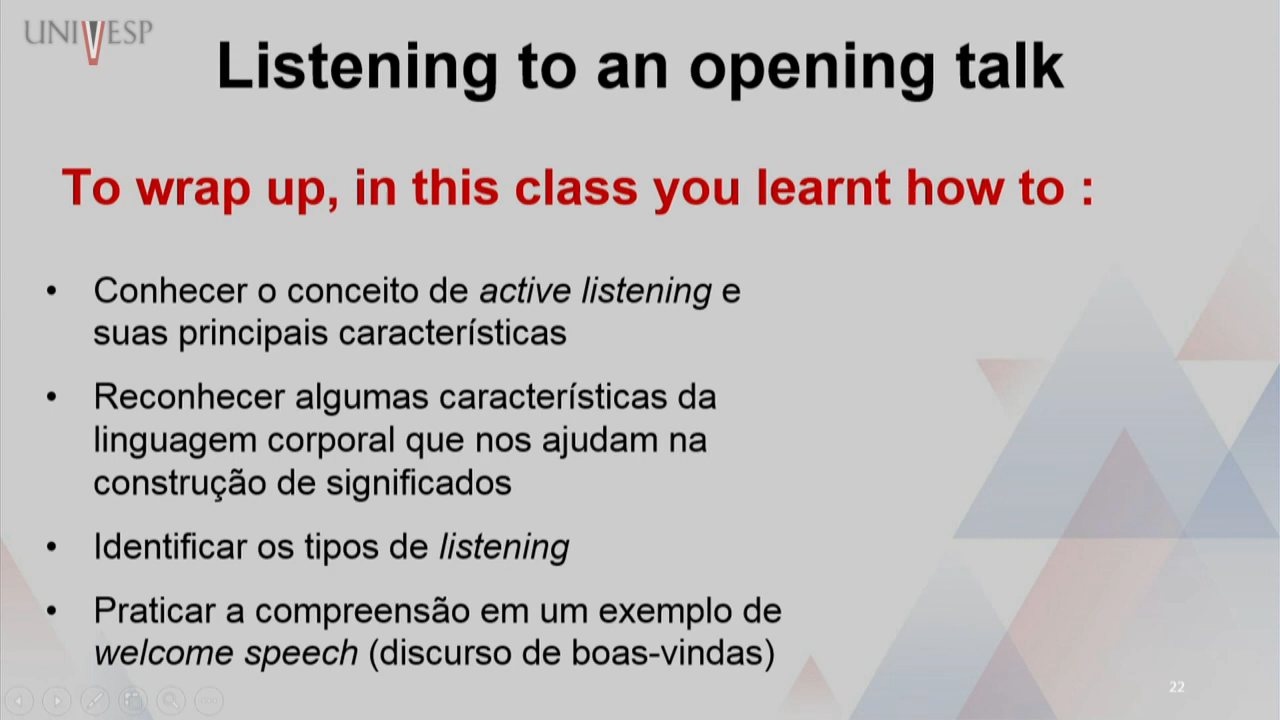 UNIVESP
Listening to an opening talk
To wrap up, in this class you learnt how to :
• Conhecer o conceito de active listening e
suas principais características
• Reconhecer algumas características da
linguagem corporal que nos ajudam na
construção de significados
• Identificar os tipos de listening
• Praticar a compreensão em um exemplo de
welcome speech (discurso de boas-vindas)
22